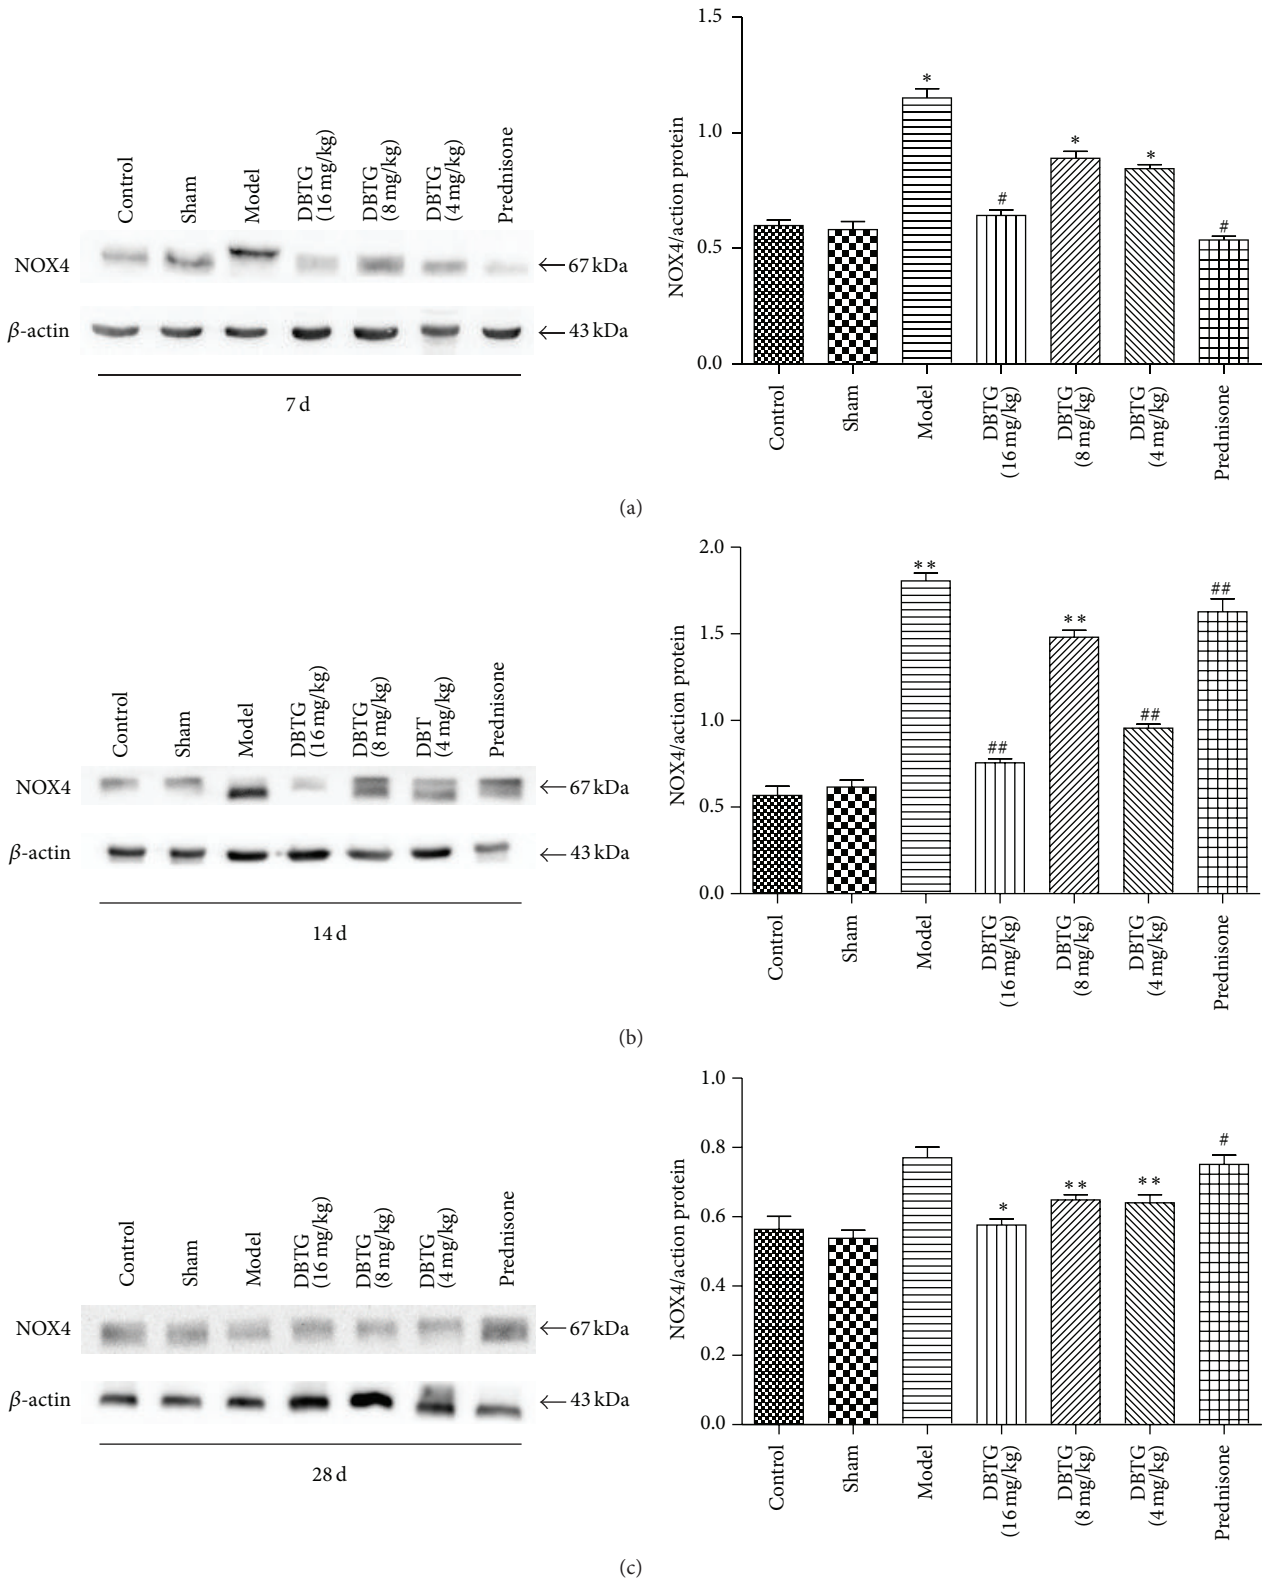 Control
Sham
Model
DBTG
(16 mg/kg)
DBTG
(8 mg/kg)
DBTG
(4 mg/kg)
Prednisone
NOX4
←67 kDa
β-actin
←43 kDa
7 d
NOX4/action protein
1.5
1.0
0.5
0.0
*
#
*
*
#
Control
Sham
Model
DBTG
(16 mg/kg)
DBTG
(8 mg/kg)
DBTG
(4 mg/kg)
Prednisone
(a)
Control
Sham
Model
DBTG
(16 mg/kg)
DBTG
(8 mg/kg)
DBT
(4 mg/kg)
Prednisone
NOX4
←67 kDa
β-actin
←43 kDa
14 d
NOX4/action protein
2.0
1.5
1.0
0.5
0.0
**
##
**
##
##
Control
Sham
Model
DBTG
(16 mg/kg)
DBTG
(8 mg/kg)
DBTG
(4 mg/kg)
Prednisone
(b)
Control
Sham
Model
DBTG
(16 mg/kg)
DBTG
(8 mg/kg)
DBTG
(4 mg/kg)
Prednisone
NOX4
←67 kDa
β-actin
←43 kDa
28 d
NOX4/action protein
1.0
0.8
0.6
0.4
0.2
0.0
*
**
**
#
Control
Sham
Model
DBTG
(16 mg/kg)
DBTG
(8 mg/kg)
DBTG
(4 mg/kg)
Prednisone
(c)